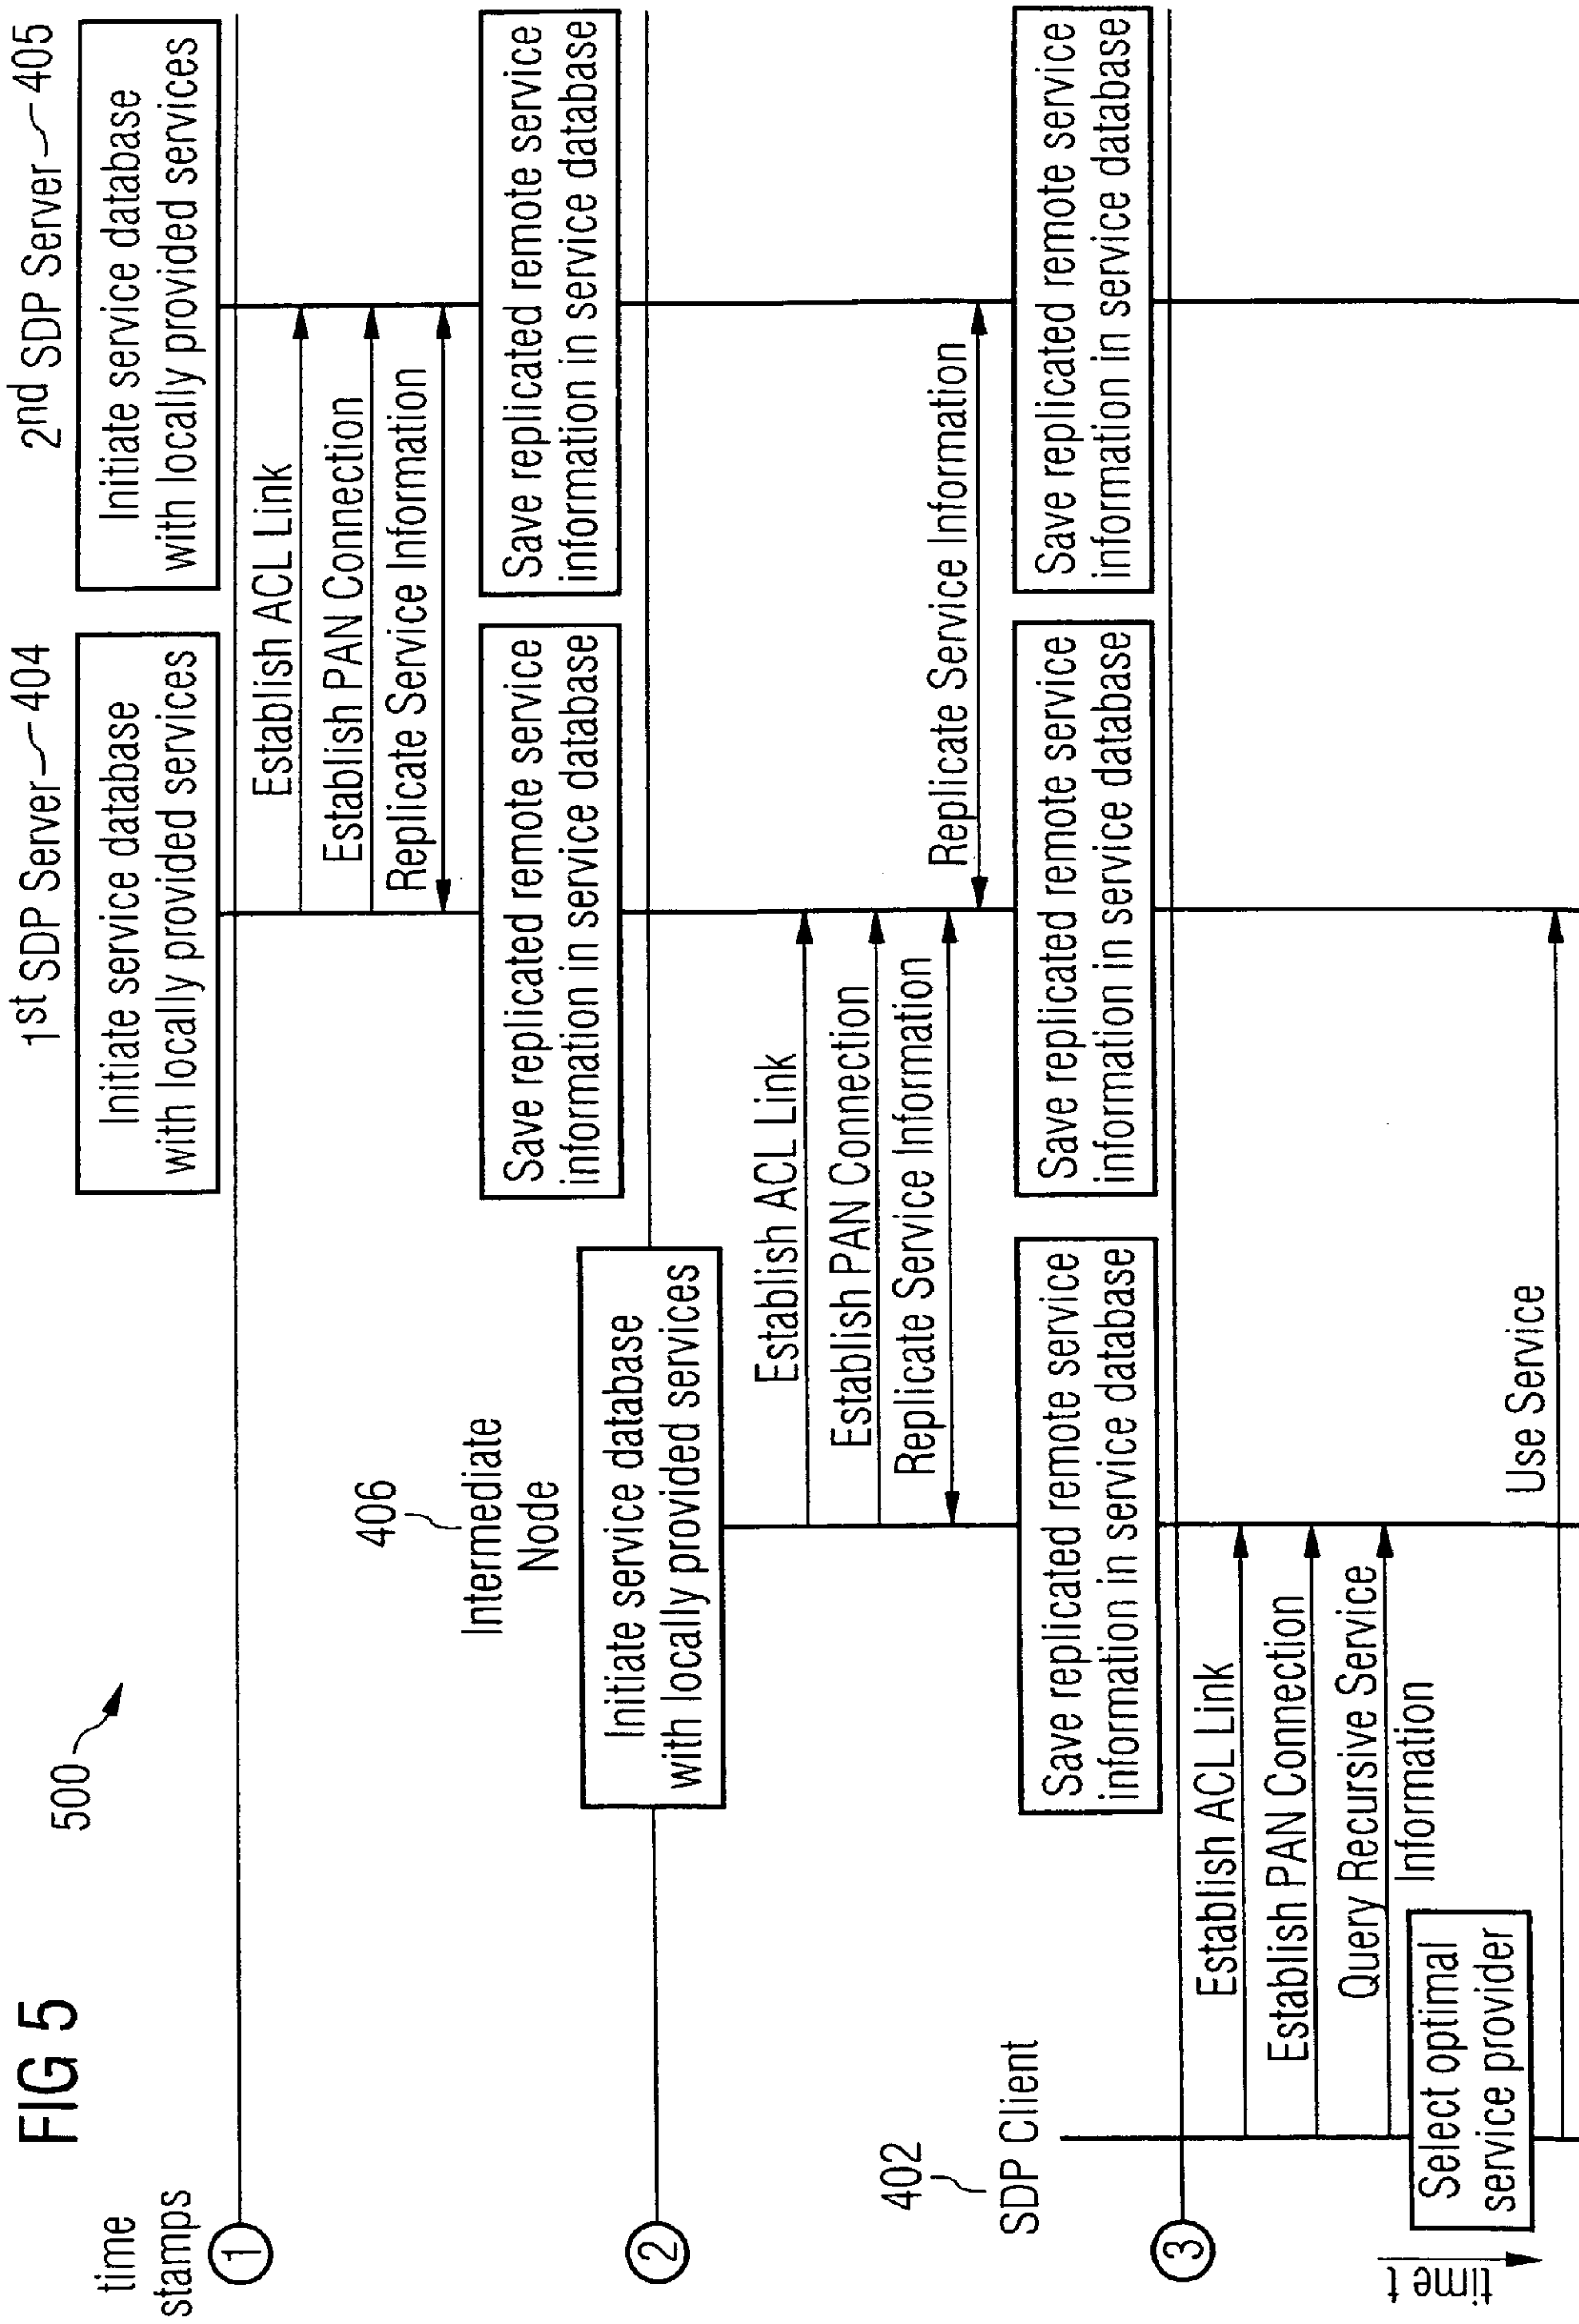 FIG 5
500
time
stamps
1st SDP Server 404
2nd SDP Server 405
Initiate service database
with locally provided services
Initiate service database
with locally provided services
1
Establish ACL Link
Establish PAN Connection
Replicate Service Information
406
Intermediate
Node
Save replicated remote service
information in service database
Save replicated remote service
information in service database
2
Initiate service database
with locally provided services
Establish ACL Link
Establish PAN Connection
Replicate Service Information
Replicate Service Information
402
SDP Client
Save replicated remote service
information in service database
Save replicated remote service
information in service database
Save replicated remote service
information in service database
3
Establish ACL Link
Establish PAN Connection
Query Recursive Service
Information
Select optimal
service provider
Use Service
time t